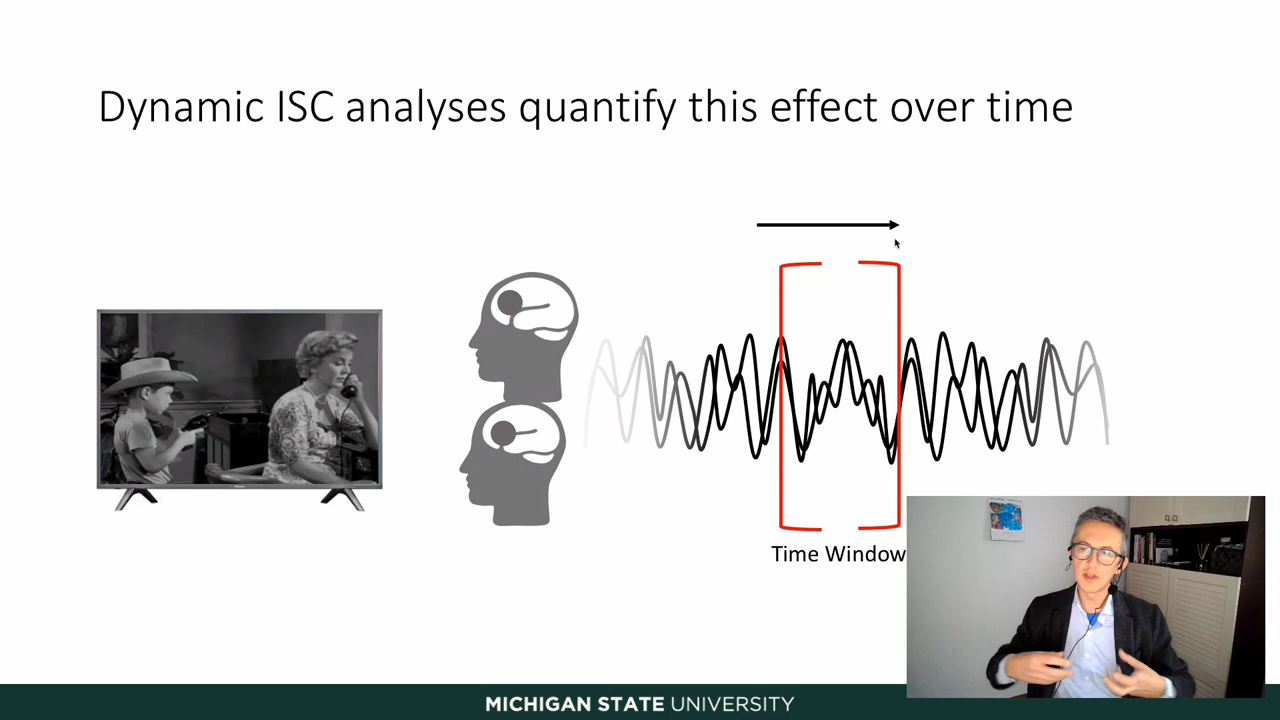 Dynamic ISC analyses quantify this effect over time
Time Window
MICHIGAN STATE UNIVERSITY